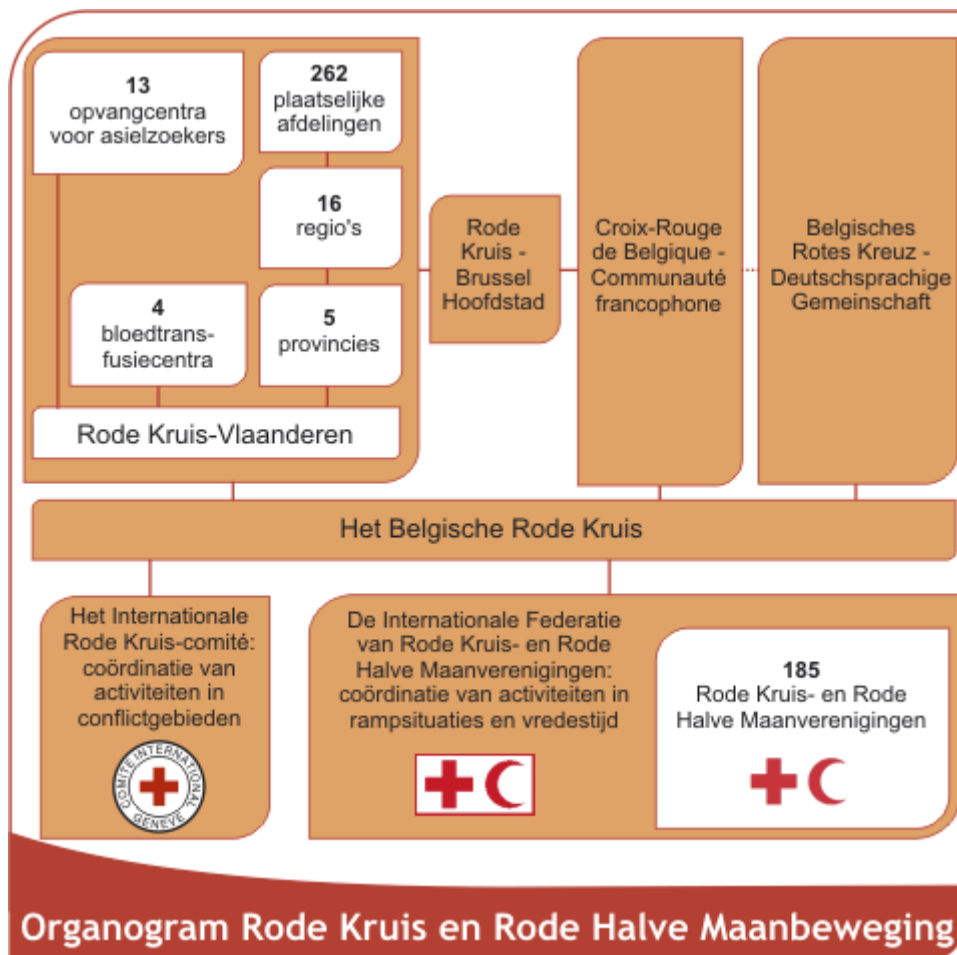 13
opvangcentra
voor asielzoekers
262
plaatselijke
afdelingen
16
regio's
4
bloedtrans-
fusiecentra
5
provincies
Rode Kruis-Vlaanderen
Rode
Kruis -
Brussel
Hoofdstad
Croix-Rouge
de Belgique -
Communauté
francophone
Belgisches
Rotes Kreuz -
Deutschsprachige
Gemeinschaft
Het Belgische Rode Kruis
Het Internationale
Rode Kruis-comité:
coördinatie van
activiteiten in
conflictgebieden
COMITE INTERNATIONAL
GENEVE
De Internationale Federatie
van Rode Kruis- en Rode
Halve Maanverenigingen:
coördinatie van activiteiten in
rampsituaties en vredestijd
185
Rode Kruis- en Rode
Halve Maanverenigingen
Organogram Rode Kruis en Rode Halve Maanbeweging